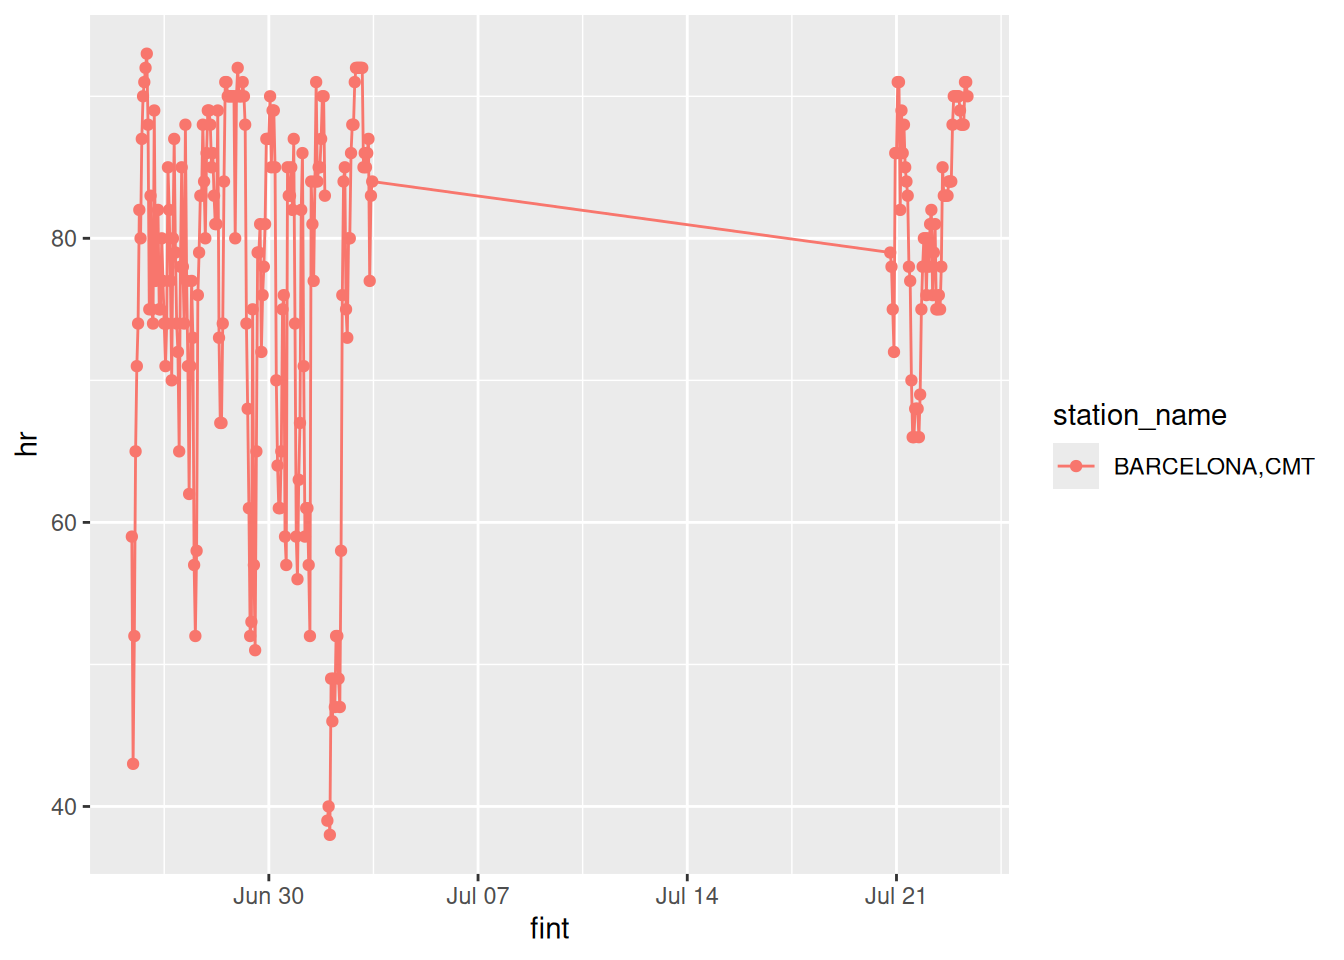 80
60
40
hr
Jun 30
Jul 07
Jul 14
Jul 21
fint
station_name
BARCELONA,CMT